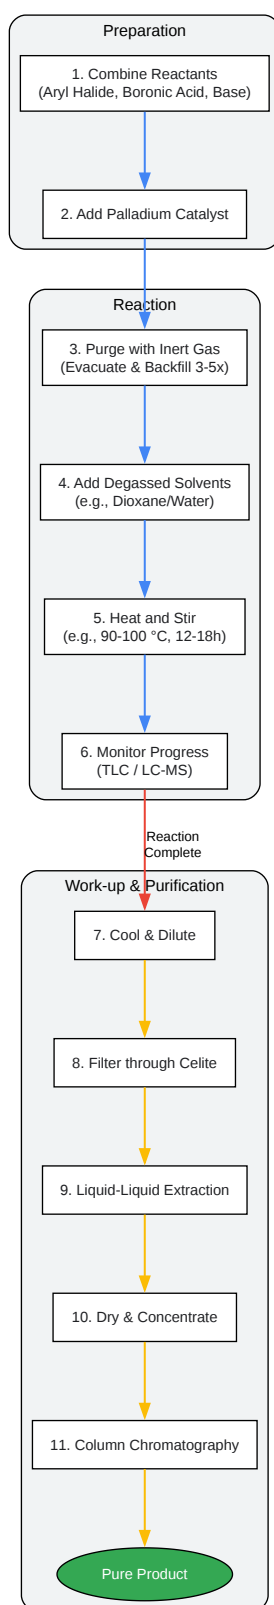 Preparation
1. Combine Reactants
(Aryl Halide, Boronic Acid, Base)
2. Add Palladium Catalyst
Reaction
3. Purge with Inert Gas
(Evacuate & Backfill 3-5x)
4. Add Degassed Solvents
(e.g., Dioxane/Water)
5. Heat and Stir
(e.g., 90-100 °C, 12-18h)
6. Monitor Progress
(TLC / LC-MS)
Reaction
Complete
Work-up & Purification
7. Cool & Dilute
8. Filter through Celite
9. Liquid-Liquid Extraction
10. Dry & Concentrate
11. Column Chromatography
Pure Product